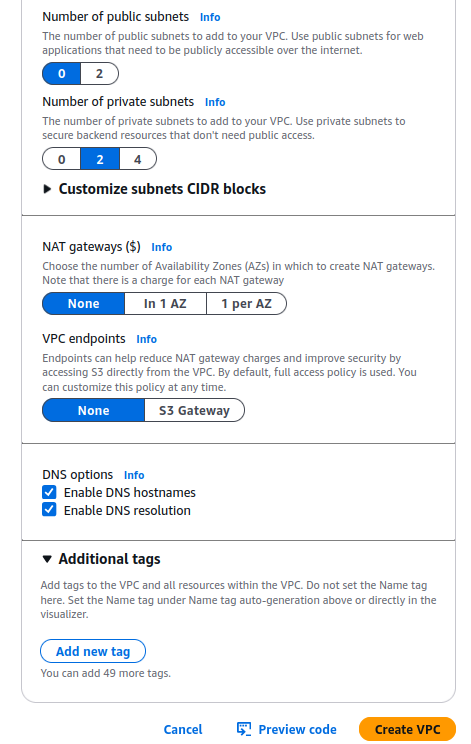 Number of public subnets Info
The number of public subnets to add to your VPC. Use public subnets for web
applications that need to be publicly accessible over the internet.
0 2
Number of private subnets Info
The number of private subnets to add to your VPC. Use private subnets to
secure backend resources that don't need public access.
0 2 4
Customize subnets CIDR blocks
NAT gateways ($) Info
Choose the number of Availability Zones (AZs) in which to create NAT gateways.
Note that there is a charge for each NAT gateway
None In 1 AZ 1 per AZ
VPC endpoints Info
Endpoints can help reduce NAT gateway charges and improve security by
accessing S3 directly from the VPC. By default, full access policy is used. You
can customize this policy at any time.
None S3 Gateway
DNS options Info
Enable DNS hostnames
Enable DNS resolution
Additional tags
Add tags to the VPC and all resources within the VPC. Do not set the Name tag
here. Set the Name tag under Name tag auto-generation above or directly in the
visualizer.
Add new tag
You can add 49 more tags.
Cancel Preview code Create VPC